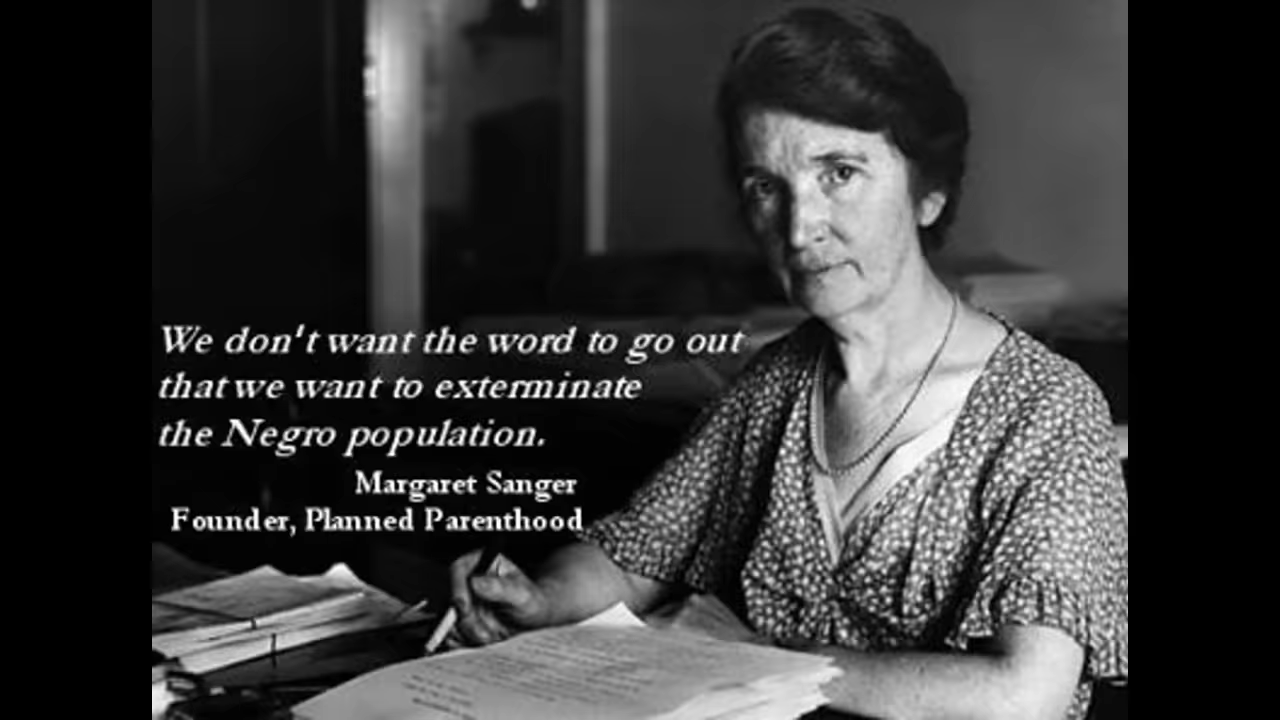 We don't want the word to go out
that we want to exterminate
the Negro population.
Margaret Sanger
Founder, Planned Parenthood